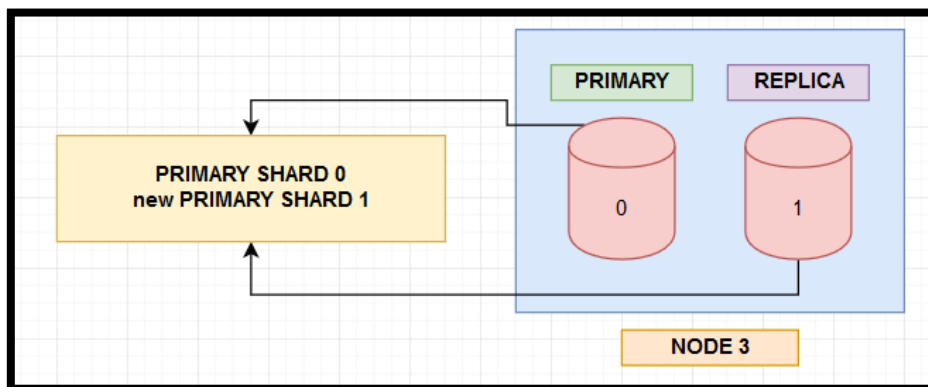 PRIMARY
REPLICA
PRIMARY SHARD 0
new PRIMARY SHARD 1
0
1
NODE 3